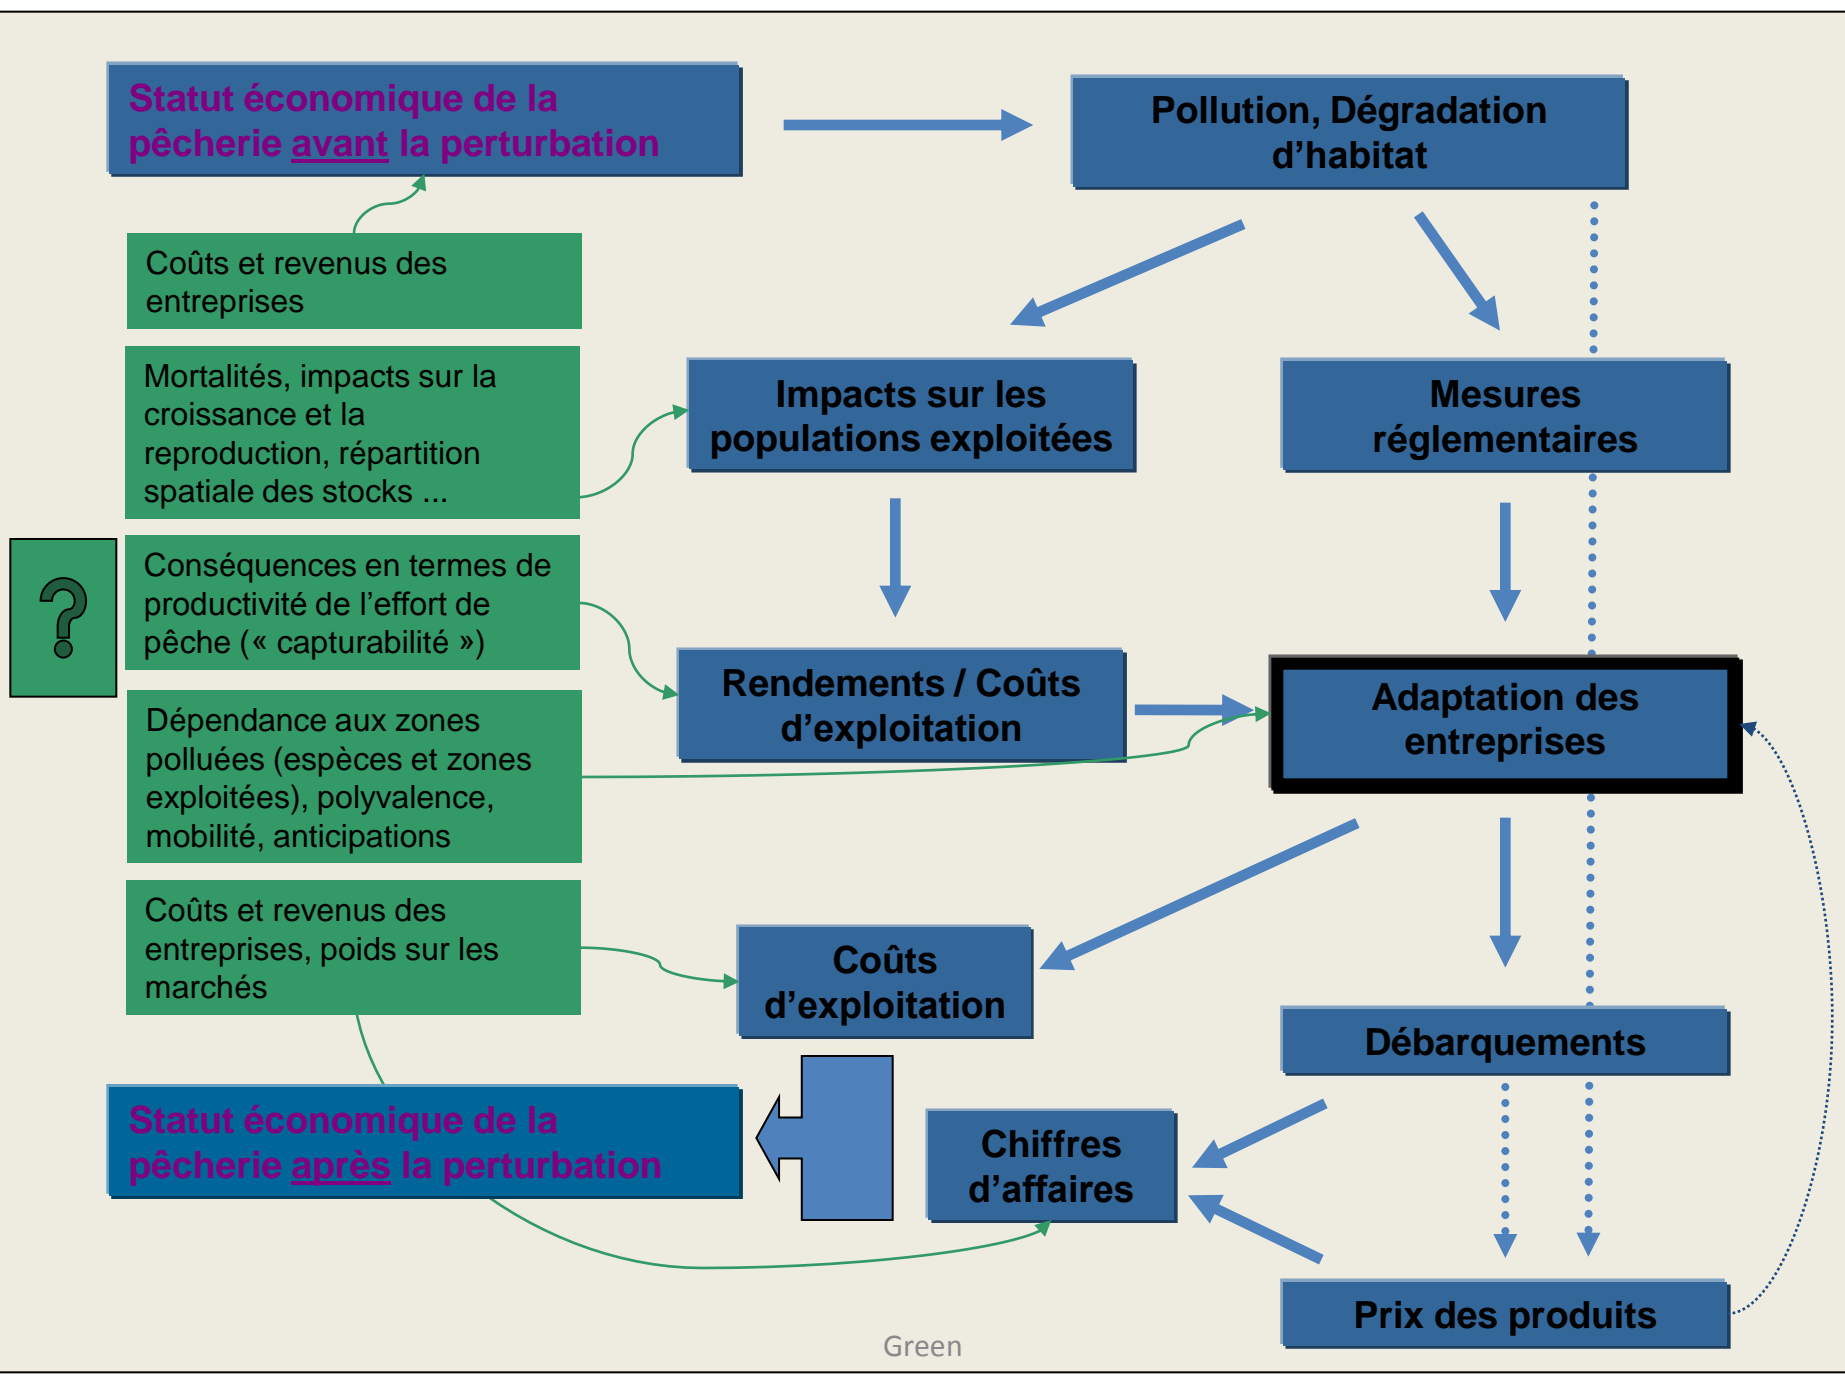 Statut économique de la
pêcherie avant la perturbation
Pollution, Dégradation
d’habitat
Coûts et revenus des
entreprises
Mortalités, impacts sur la
croissance et la
reproduction, répartition
spatiale des stocks ...
Impacts sur les
populations exploitées
Mesures
réglementaires
?
Conséquences en termes de
productivité de l’effort de
pêche (« capturabilité »)
Rendements / Coûts
d’exploitation
Adaptation des
entreprises
Dépendance aux zones
polluées (espèces et zones
exploitées), polyvalence,
mobilité, anticipations
Coûts et revenus des
entreprises, poids sur les
marchés
Coûts
d’exploitation
Débarquements
Statut économique de la
pêcherie après la perturbation
Chiffres
d’affaires
Prix des produits
Green